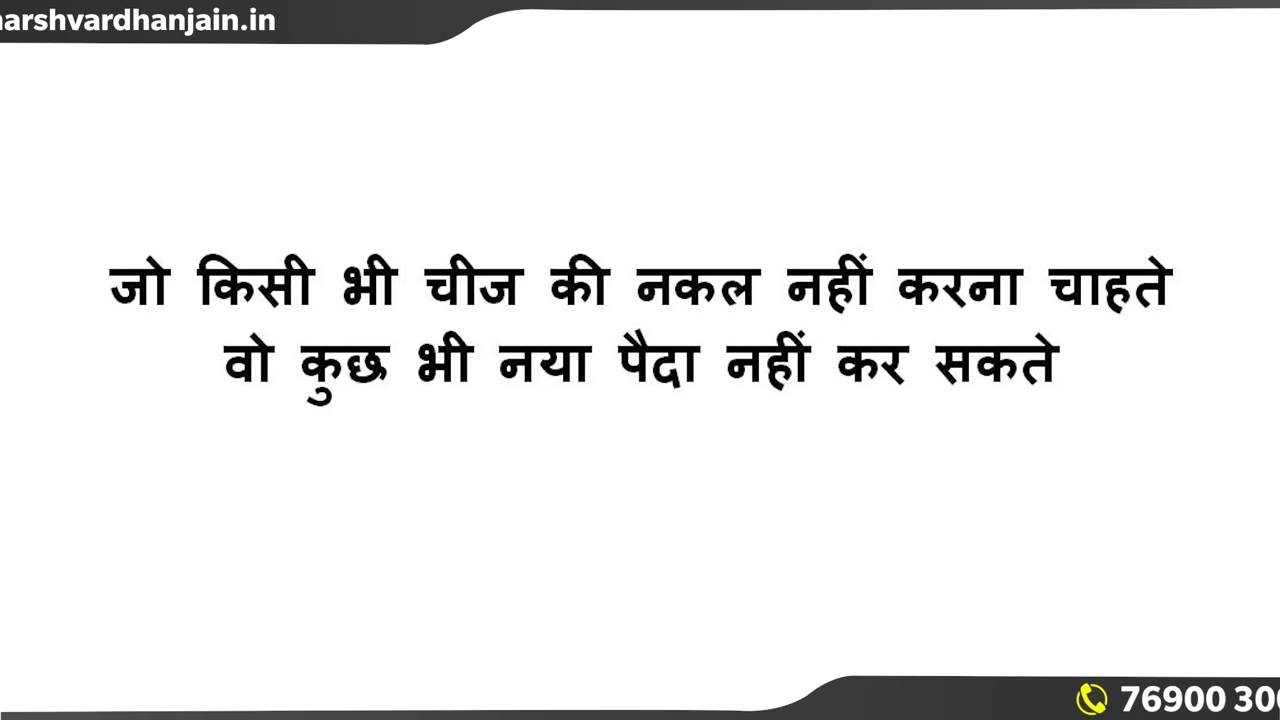 arshvardhanjain.in
जो किसी भी चीज की नकल नहीं करना चाहते
वो कुछ भी नया पैदा नहीं कर सकते
76900 30